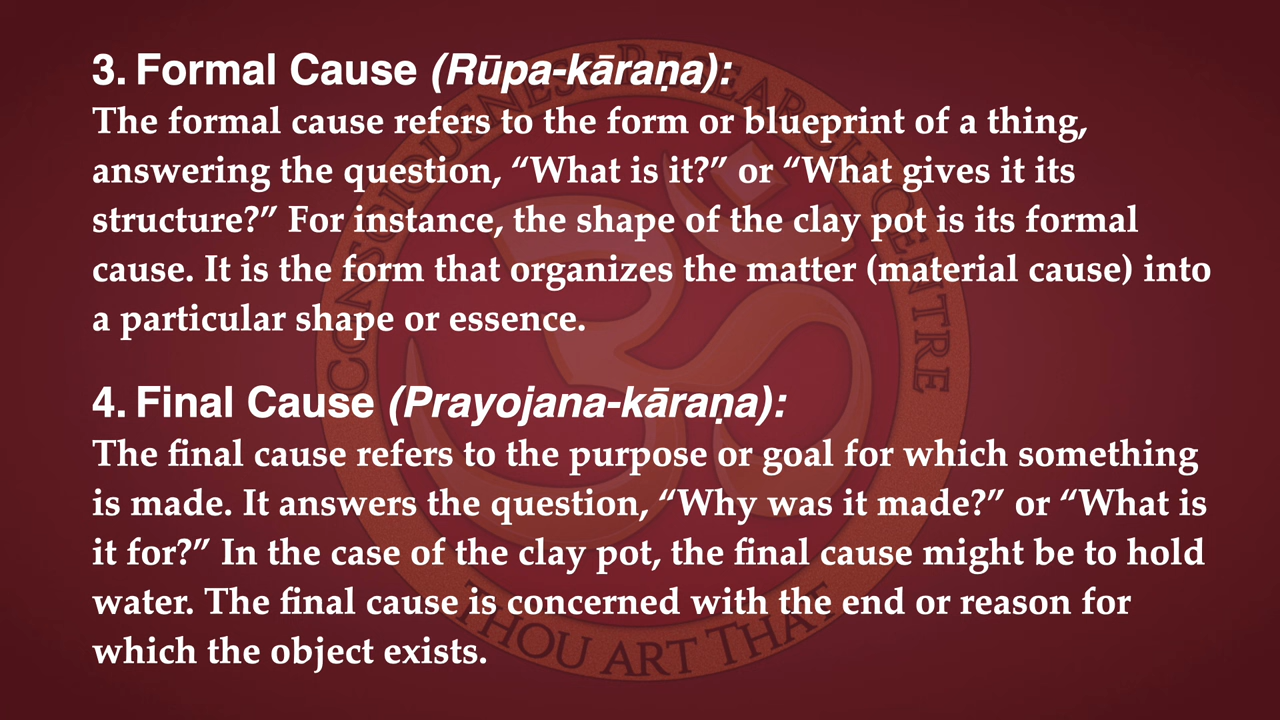 3. Formal Cause (Rūpa-kāraṇa):
The formal cause refers to the form or blueprint of a thing,
answering the question, “What is it?” or “What gives it its
structure?” For instance, the shape of the clay pot is its formal
cause. It is the form that organizes the matter (material cause) into
a particular shape or essence.
4. Final Cause (Prayojana-kāraṇa):
The final cause refers to the purpose or goal for which something
is made. It answers the question, “Why was it made?” or “What is
it for?” In the case of the clay pot, the final cause might be to hold
water. The final cause is concerned with the end or reason for
which the object exists.
CONSCIOUSNESS RESEARCH CENTRE
ॐ
THOU ART THAT